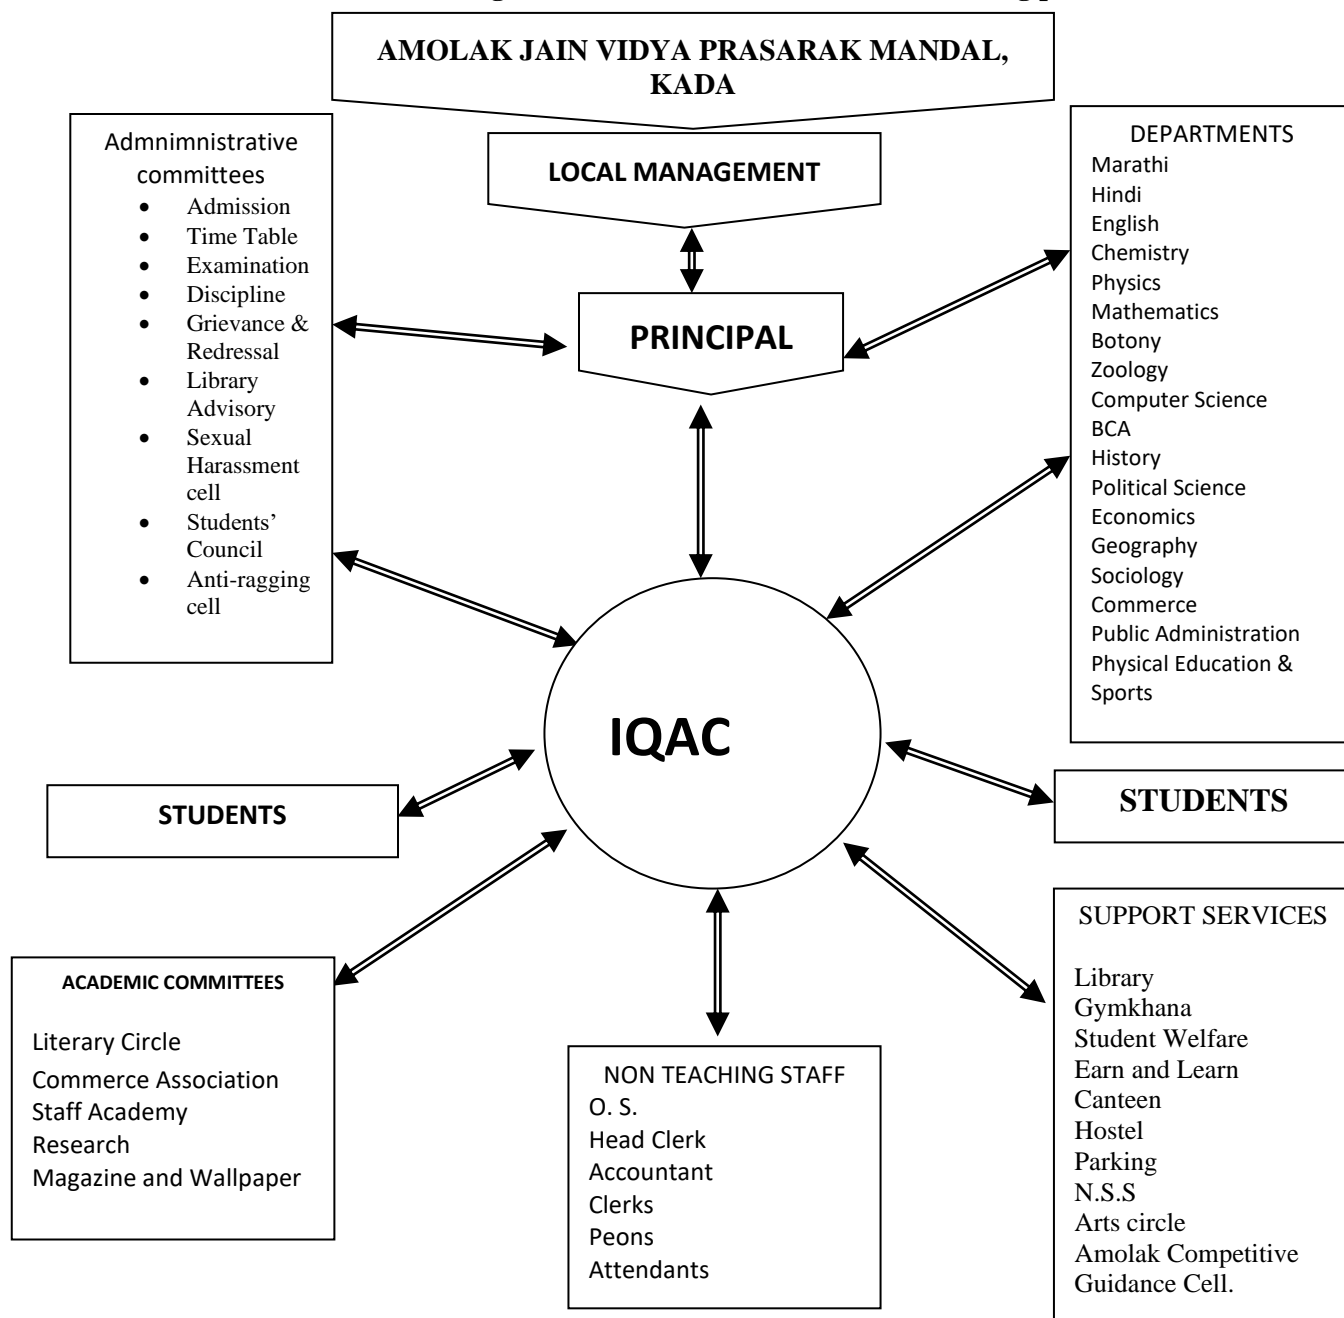 AMOLAK JAIN VIDYA PRASARAK MANDAL,
KADA
LOCAL MANAGEMENT
PRINCIPAL
Admnimnistrative
committees
• Admission
• Time Table
• Examination
• Discipline
• Grievance &
Redressal
• Library
Advisory
• Sexual
Harassment
cell
• Students’
Council
• Anti-ragging
cell
DEPARTMENTS
Marathi
Hindi
English
Chemistry
Physics
Mathematics
Botony
Zoology
Computer Science
BCA
History
Political Science
Economics
Geography
Sociology
Commerce
Public Administration
Physical Education &
Sports
IQAC
STUDENTS
STUDENTS
ACADEMIC COMMITTEES
Literary Circle
Commerce Association
Staff Academy
Research
Magazine and Wallpaper
NON TEACHING STAFF
O. S.
Head Clerk
Accountant
Clerks
Peons
Attendants
SUPPORT SERVICES
Library
Gymkhana
Student Welfare
Earn and Learn
Canteen
Hostel
Parking
N.S.S
Arts circle
Amolak Competitive
Guidance Cell.